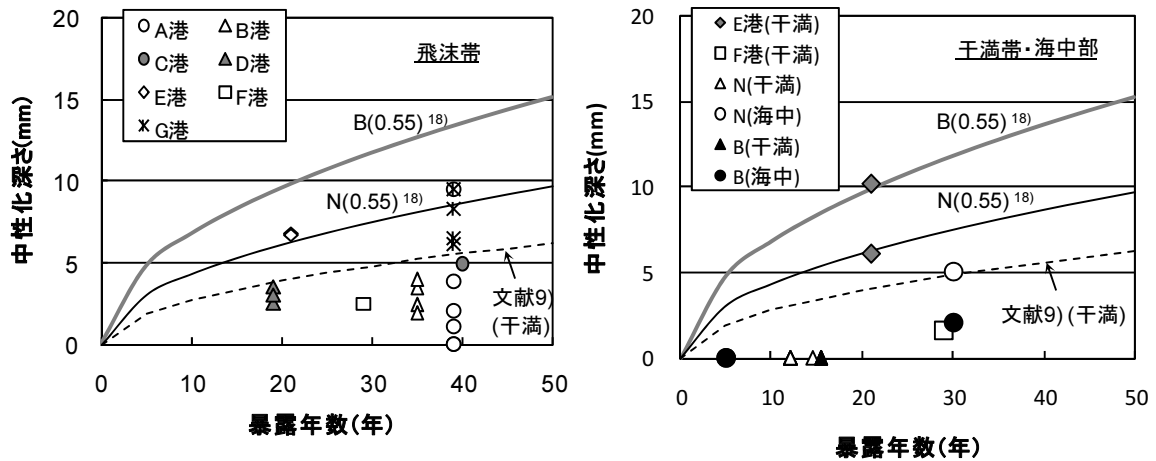 20
15
10
5
0
中性化深さ(mm)
A港
B港
C港
D港
E港
F港
G港
飛沫帯
B(0.55) 18)
N(0.55) 18)
文献9)
(干満)
0 10 20 30 40 50
暴露年数(年)
20
15
10
5
0
中性化深さ(mm)
E港(干満)
F港(干満)
N(干満)
N(海中)
B(干満)
B(海中)
干満帯・海中部
B(0.55) 18)
N(0.55) 18)
文献9) (干満)
0 10 20 30 40 50
暴露年数(年)